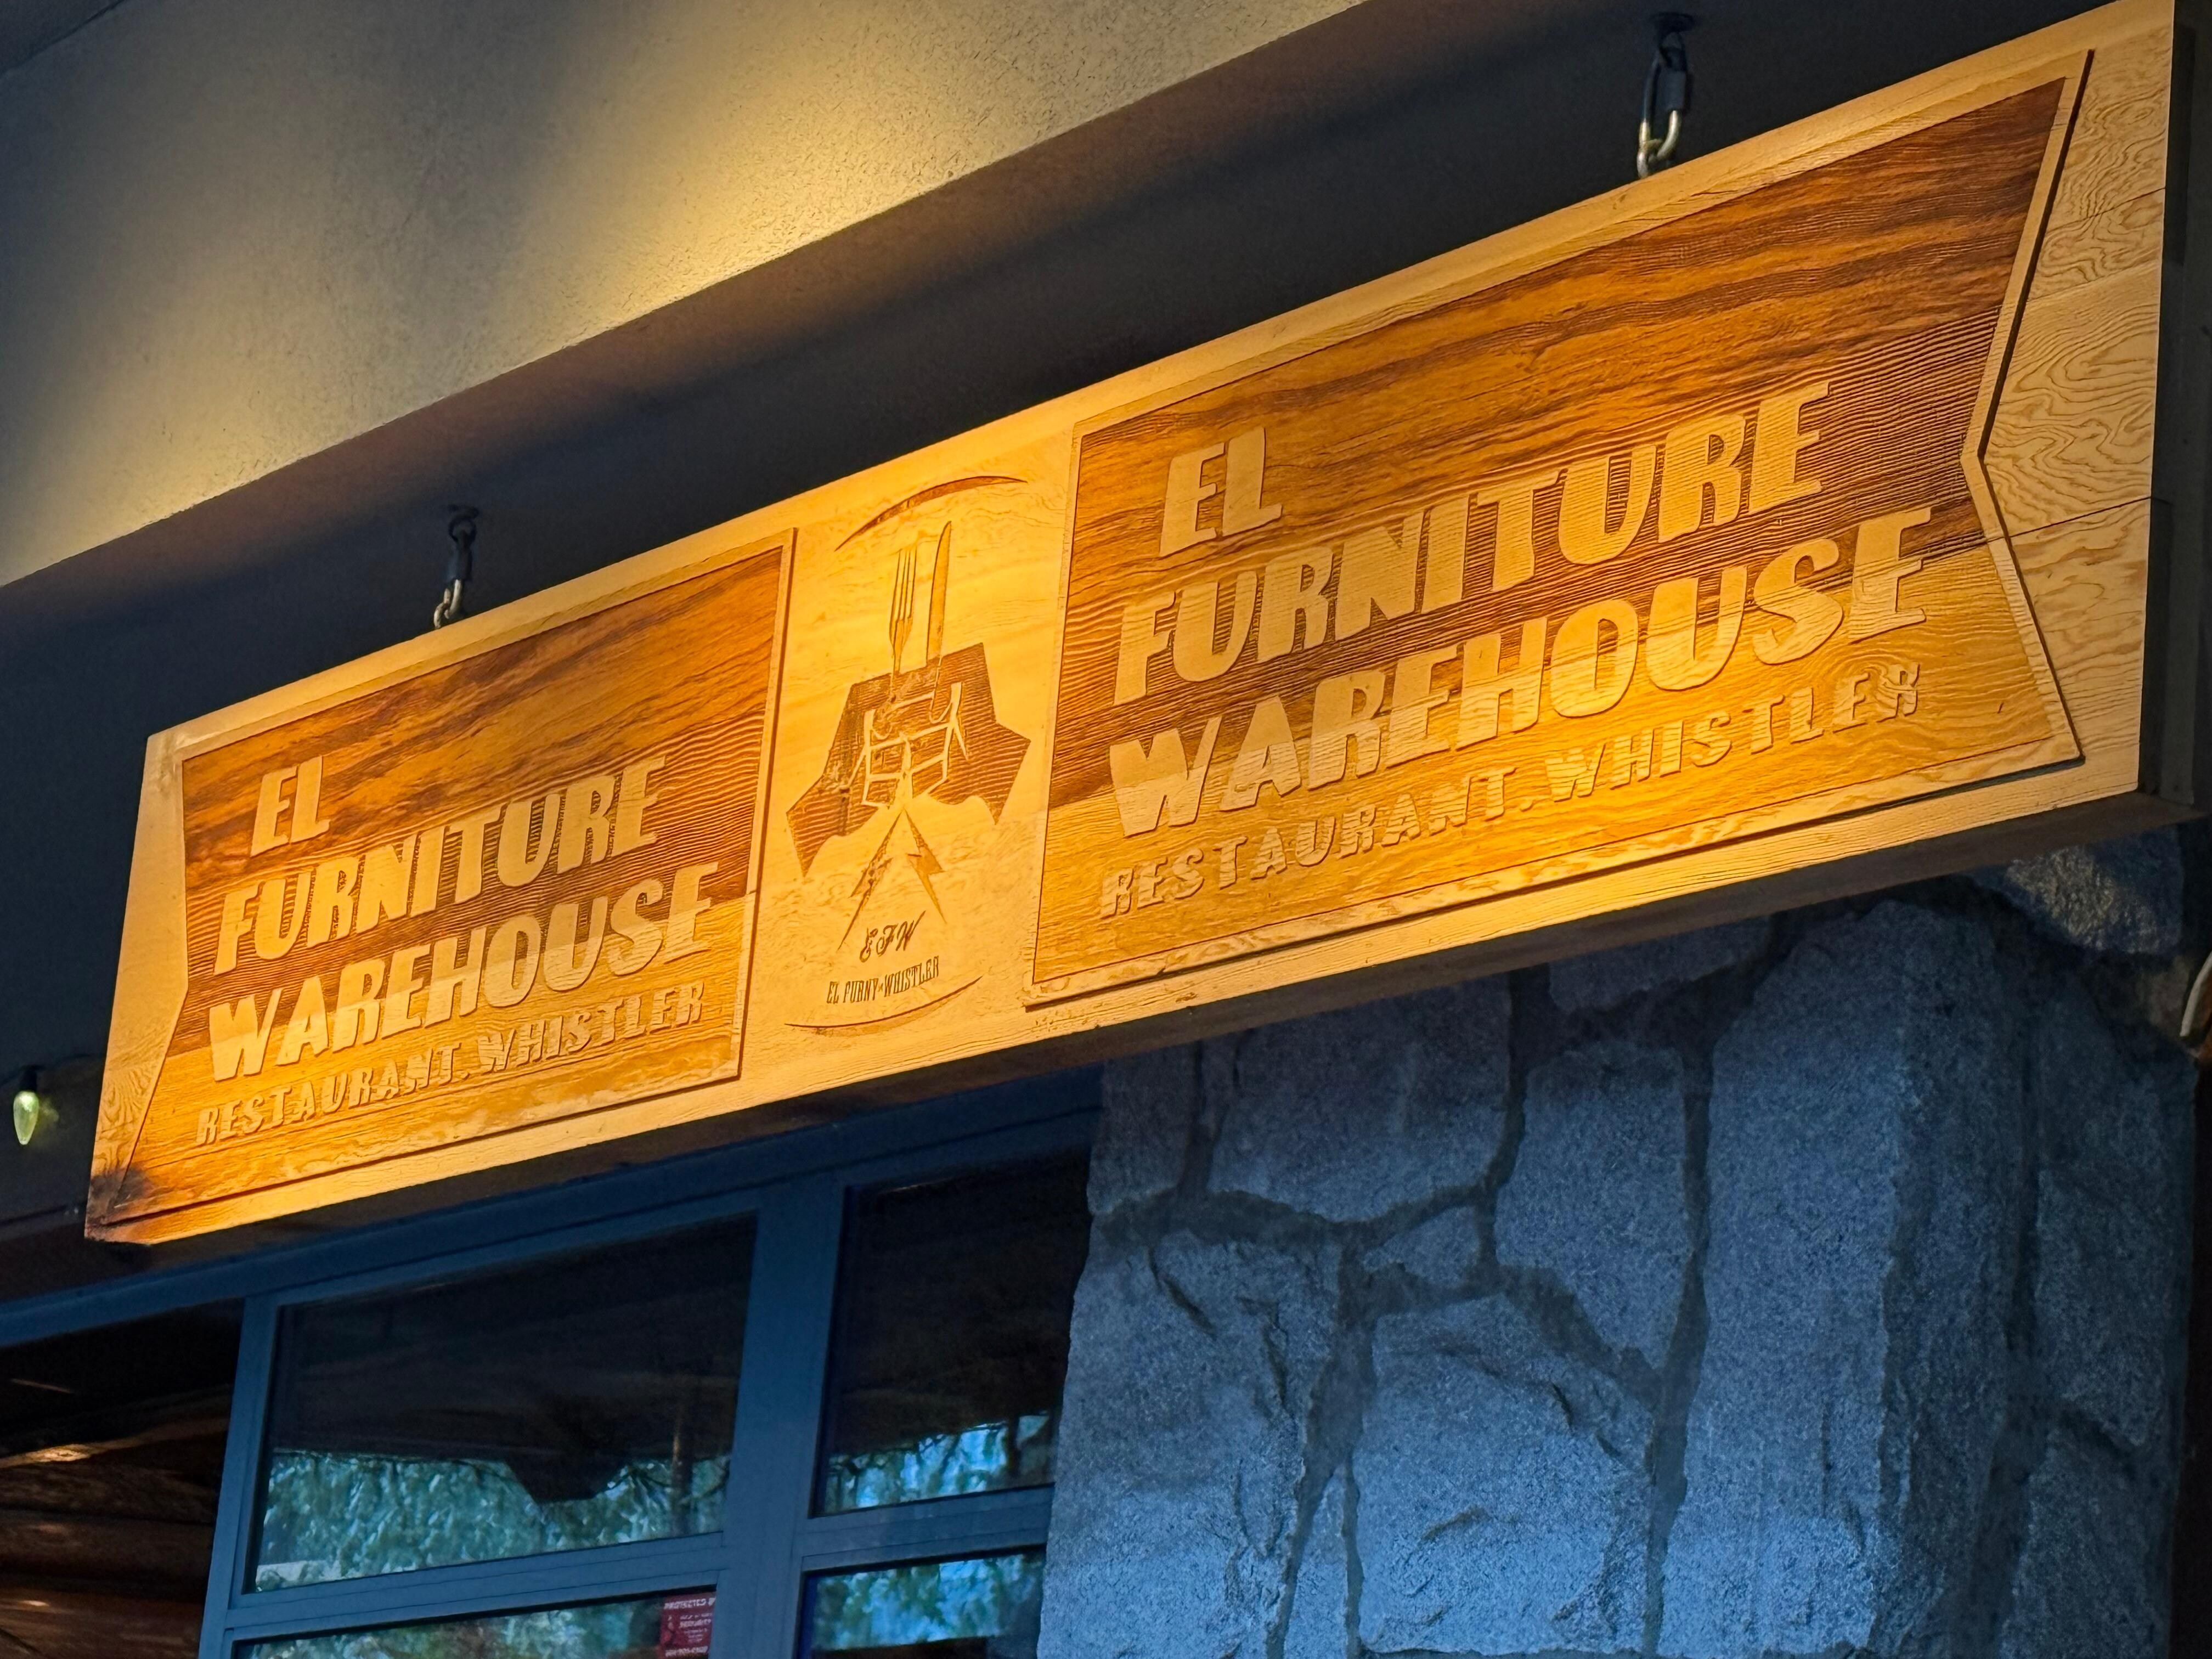 EL
FURNITURE
WAREHOUSE
RESTAURANT. WHISTLER
EFW
EL FURNY-WHISTLER
EL
FURNITURE
WAREHOUSE
RESTAURANT. WHISTLER